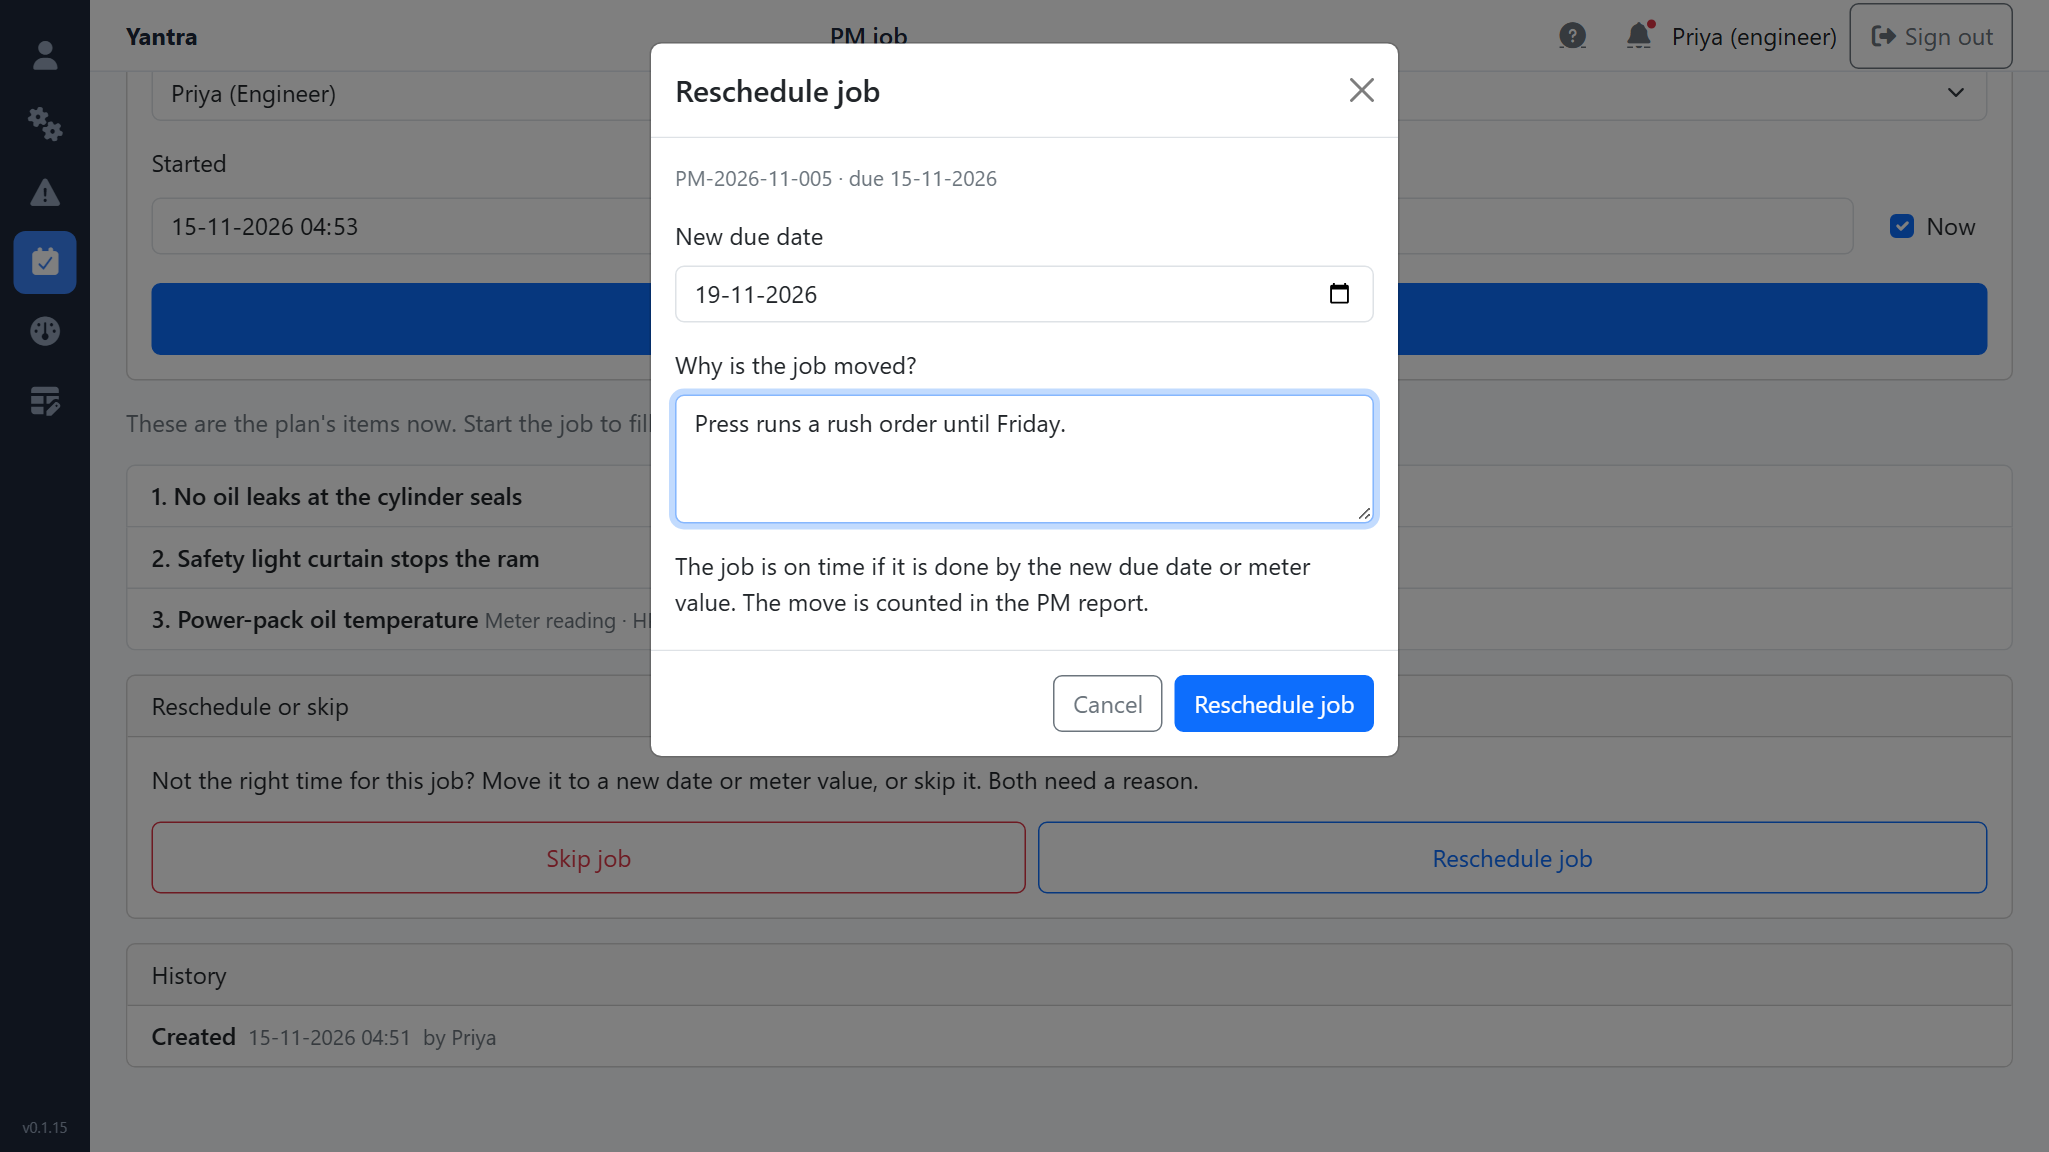 Yantra
PM job
Priya (engineer)
Sign out
Priya (Engineer)
Started
15-11-2026 04:53
Now
These are the plan's items now. Start the job to fill
1. No oil leaks at the cylinder seals
2. Safety light curtain stops the ram
3. Power-pack oil temperature Meter reading ·
Reschedule job
PM-2026-11-005 · due 15-11-2026
New due date
19-11-2026
Why is the job moved?
Press runs a rush order until Friday.
The job is on time if it is done by the new due date or meter
value. The move is counted in the PM report.
Cancel
Reschedule job
Reschedule or skip
Not the right time for this job? Move it to a new date or meter value, or skip it. Both need a reason.
Skip job
Reschedule job
History
Created 15-11-2026 04:51 by Priya
v0.1.15